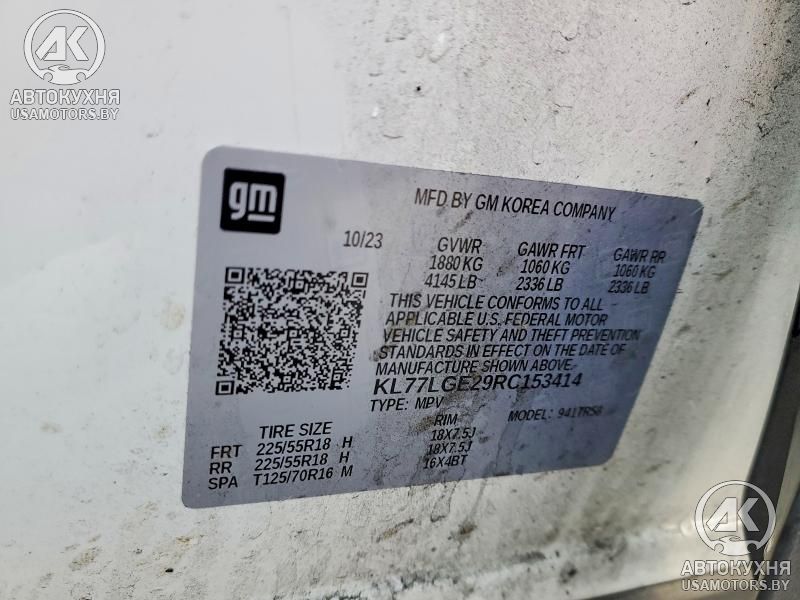 AK
АВТОКУХНЯ
USAMOTORS.BY
gm
MFD BY GM KOREA COMPANY
10/23 GVWR GAWR FRT GAWR RR
1880 KG 1060 KG 1060 KG
4145 LB 2336 LB 2336 LB
THIS VEHICLE CONFORMS TO ALL
APPLICABLE U.S. FEDERAL MOTOR
VEHICLE SAFETY AND THEFT PREVENTION
STANDARDS IN EFFECT ON THE DATE OF
MANUFACTURE SHOWN ABOVE.
KL77LGE29RC153414
TYPE: MPV MODEL: 941TR58
TIRE SIZE RIM
FRT 225/55R18 H 18X7.5J
RR 225/55R18 H 18X7.5J
SPA T125/70R16 M 16X4BT
AK
АВТОКУХНЯ
USAMOTORS.BY